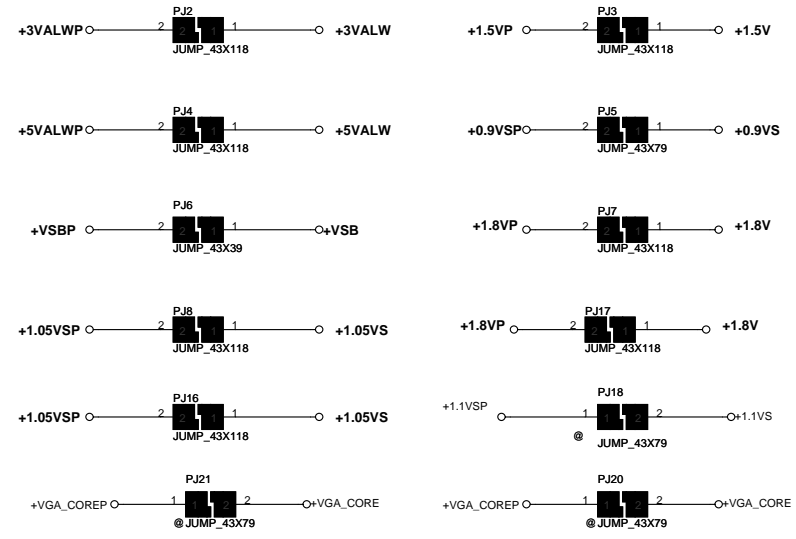 PJ2
+3VALWP 2 2 1 1 +3VALW
JUMP_43X118
PJ3
+1.5VP 2 2 1 1 +1.5V
JUMP_43X118
PJ4
+5VALWP 2 2 1 1 +5VALW
JUMP_43X118
PJ5
+0.9VSP 2 2 1 1 +0.9VS
JUMP_43X79
PJ6
+VSBP 2 2 1 1 +VSB
JUMP_43X39
PJ7
+1.8VP 2 2 1 1 +1.8V
JUMP_43X118
PJ8
+1.05VSP 2 2 1 1 +1.05VS
JUMP_43X118
PJ17
+1.8VP 2 2 1 1 +1.8V
JUMP_43X118
PJ16
+1.05VSP 2 2 1 1 +1.05VS
JUMP_43X118
PJ18
+1.1VSP 1 1 2 2 +1.1VS
@ JUMP_43X79
PJ21
+VGA_COREP 1 1 2 2 +VGA_CORE
@ JUMP_43X79
PJ20
+VGA_COREP 1 1 2 2 +VGA_CORE
@ JUMP_43X79